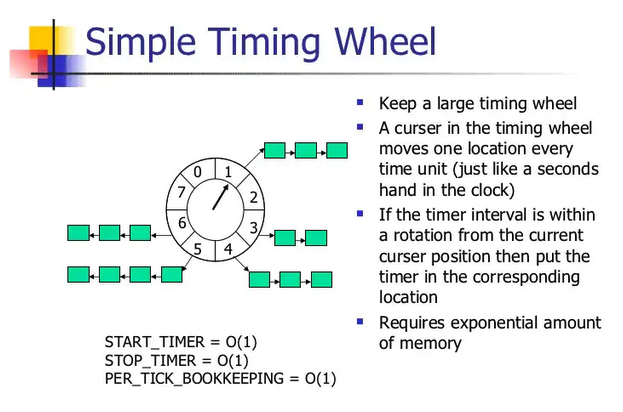 Simple Timing Wheel
Keep a large timing wheel
A curser in the timing wheel
moves one location every
time unit (just like a seconds
hand in the clock)
If the timer interval is within
a rotation from the current
curser position then put the
timer in the corresponding
location
Requires exponential amount
of memory
0
1
2
3
4
5
6
7
START_TIMER = O(1)
STOP_TIMER = O(1)
PER_TICK_BOOKKEEPING = O(1)